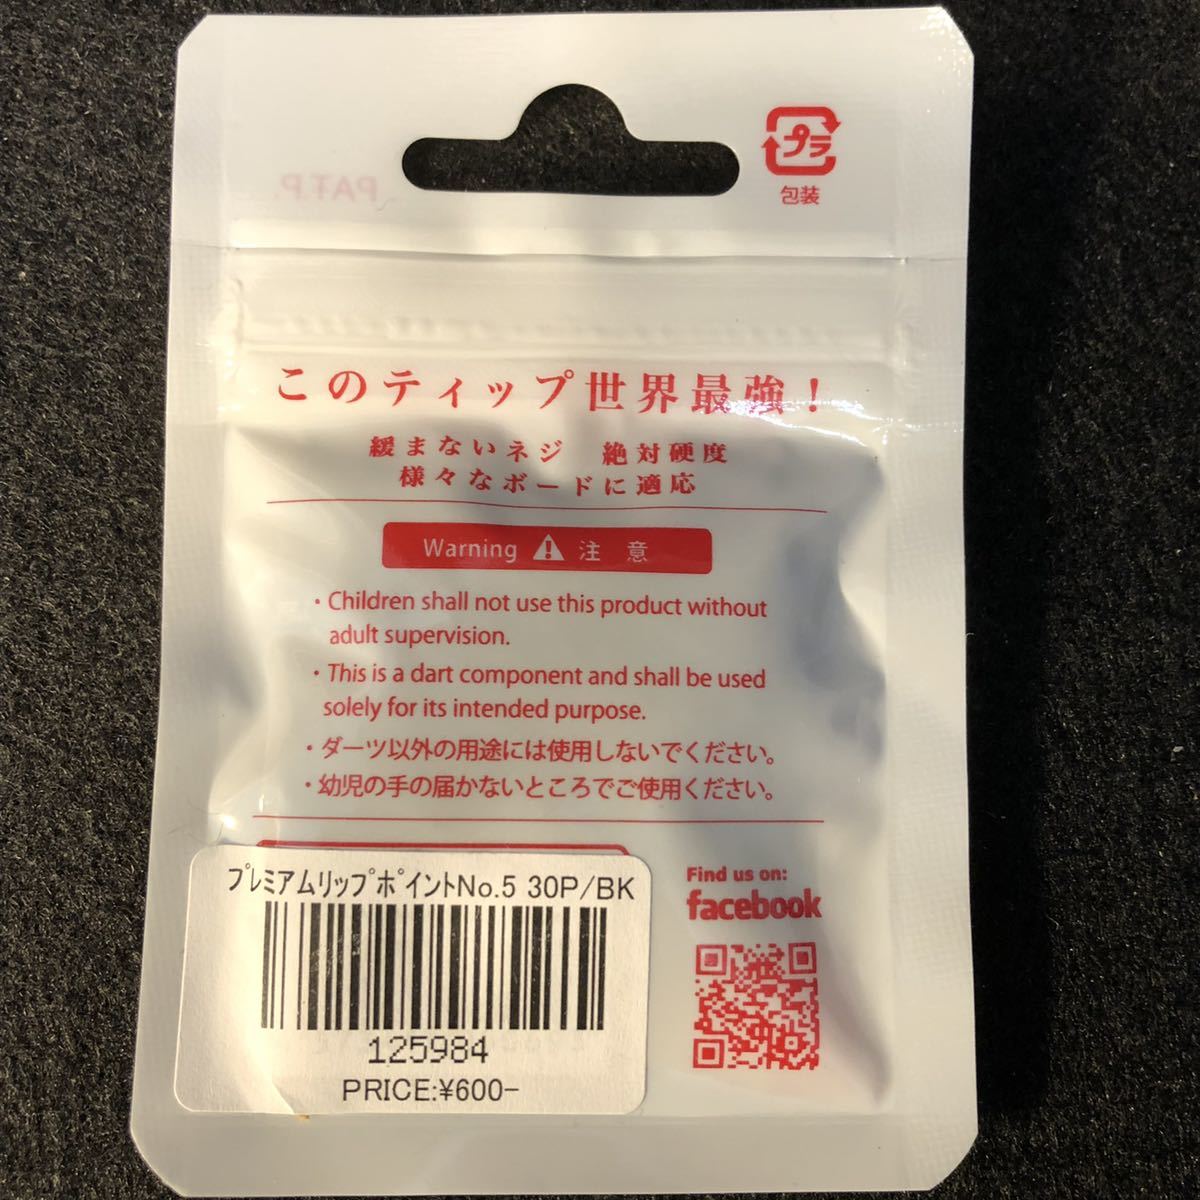 プラ
包装
PAT.P.
このティップ世界最強！
緩まないネジ 絶対硬度
様々なボードに適応
Warning 注意
・Children shall not use this product without
adult supervision.
・This is a dart component and shall be used
solely for its intended purpose.
・ダーツ以外の用途には使用しないでください。
・幼児の手の届かないところでご使用ください。
プレミアムリップポイントNo.5 30P/BK
125984
PRICE:¥600-
Find us on:
facebook